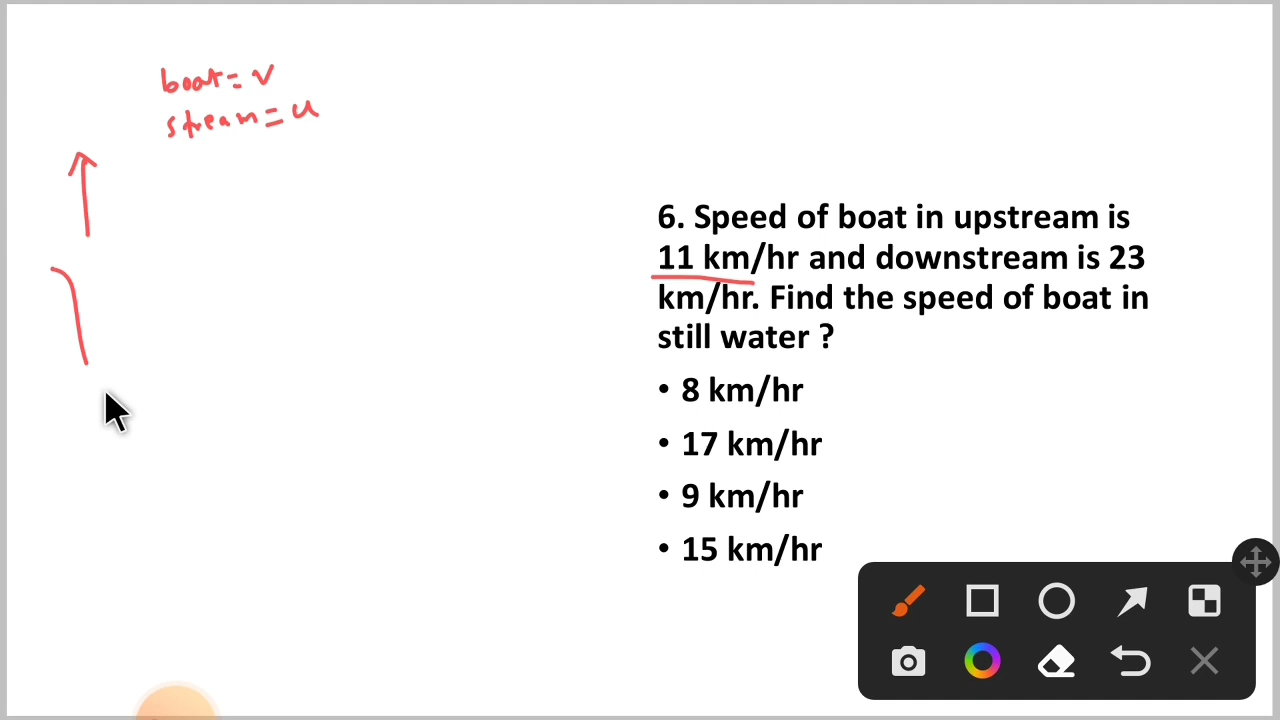 boat = v
stream = u
6. Speed of boat in upstream is
11 km/hr and downstream is 23
km/hr. Find the speed of boat in
still water ?
• 8 km/hr
• 17 km/hr
• 9 km/hr
• 15 km/hr